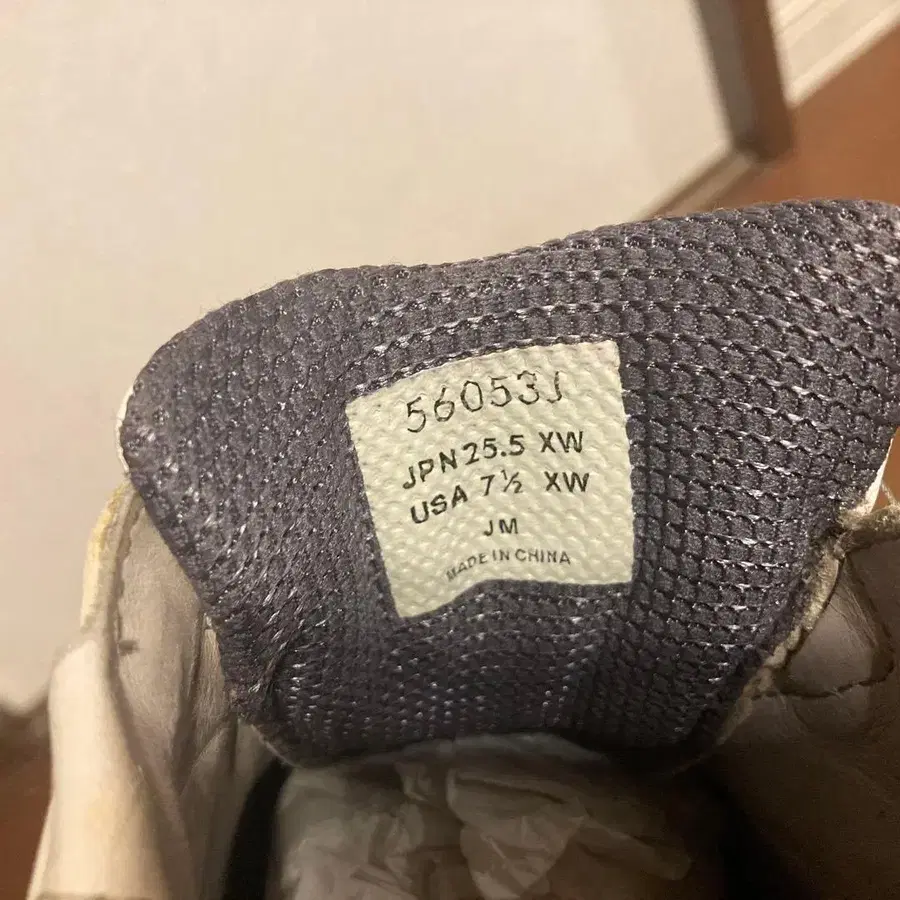 56053J
JPN 25.5 XW
USA 7½ XW
JM
MADE IN CHINA